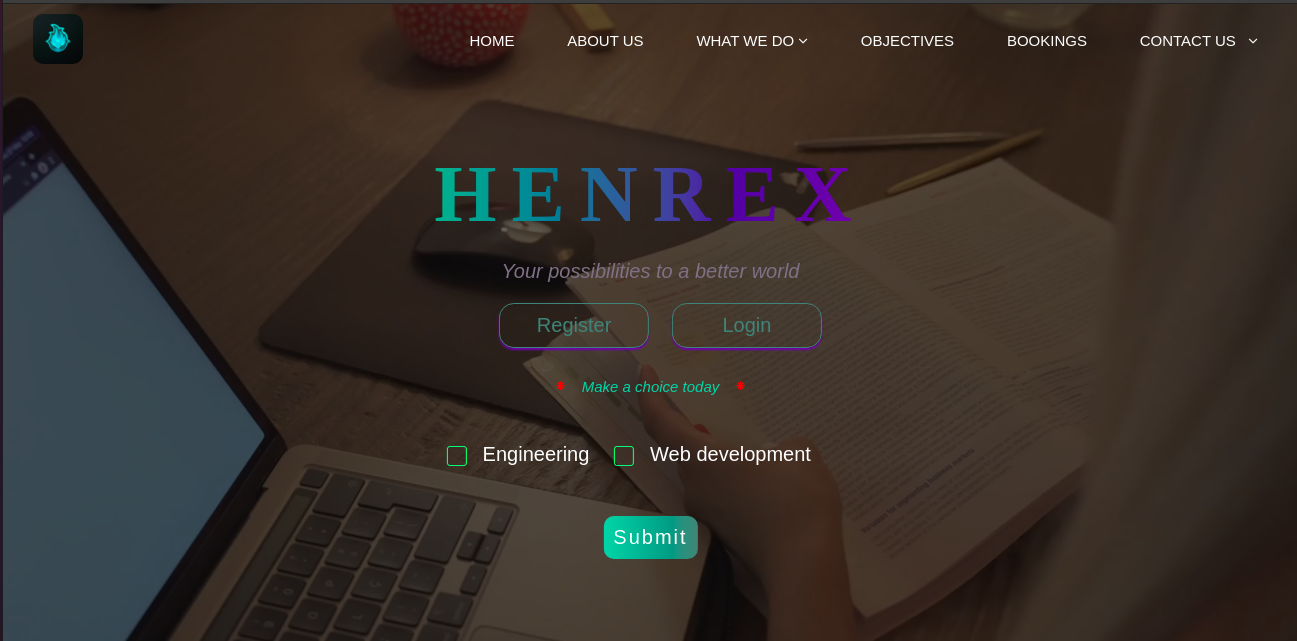 HOME ABOUT US WHAT WE DO OBJECTIVES BOOKINGS CONTACT US
HENREX
Your possibilities to a better world
Register Login
Make a choice today
Engineering Web development
Submit